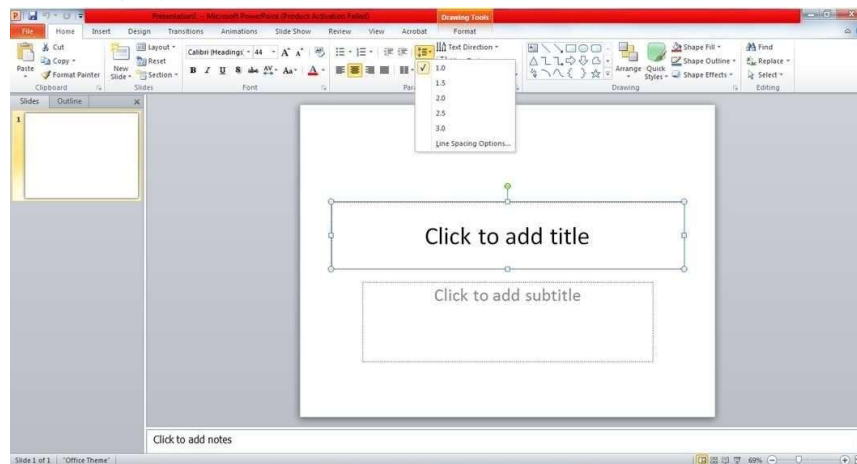 Presentation1 - Microsoft PowerPoint (Product Activation Failed)
Drawing Tools
File Home Insert Design Transitions Animations Slide Show Review View Acrobat Format
Cut
Copy
Format Painter
Paste
Clipboard
New
Slide
Layout
Reset
Section
Slides
Calibri (Headings) 44
Font
Text Direction
1.0
1.5
2.0
2.5
3.0
Line Spacing Options...
Arrange
Quick
Styles
Shape Fill
Shape Outline
Shape Effects
Drawing
Find
Replace
Select
Editing
Slides Outline
1
Click to add title
Click to add subtitle
Click to add notes
Slide 1 of 1 "Office Theme" 69%